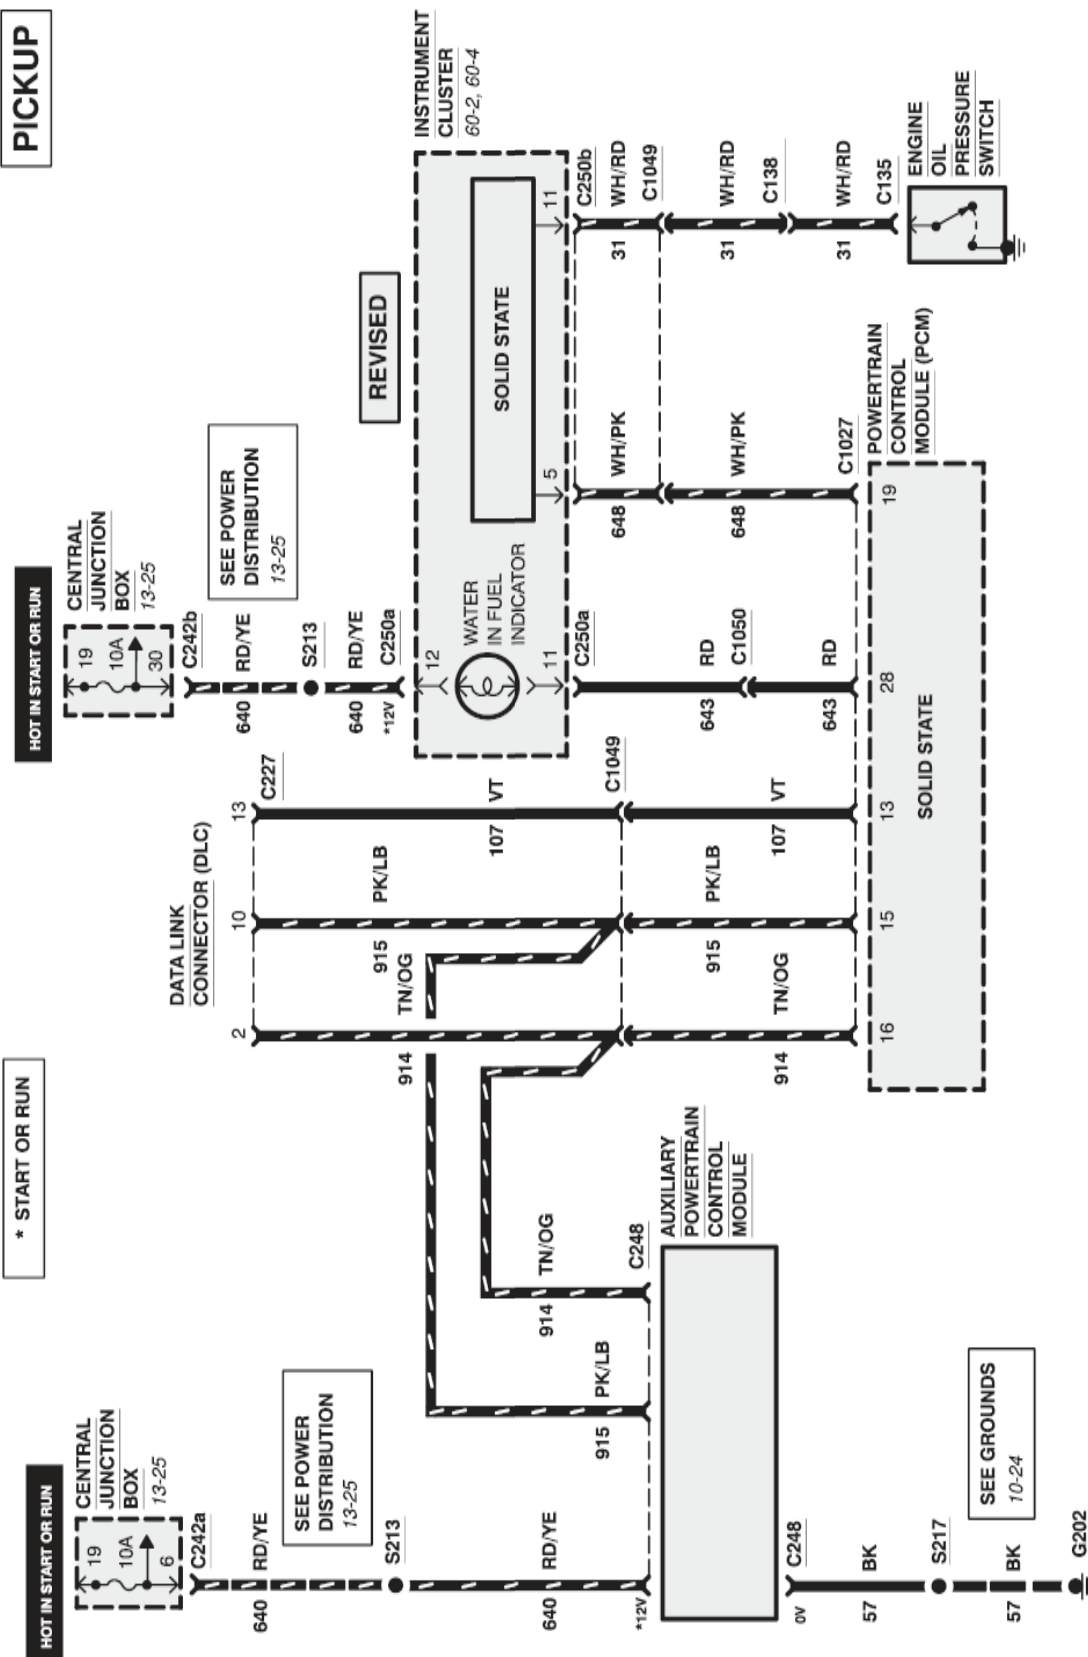 PICKUP
* START OR RUN
REVISED
HOT IN START OR RUN
CENTRAL
JUNCTION
BOX
13-25
19
10A
6
C242a
640
RD/YE
SEE POWER
DISTRIBUTION
13-25
S213
640
RD/YE
*12V
AUXILIARY
POWERTRAIN
CONTROL
MODULE
C248
914
TN/OG
915
PK/LB
0V
C248
57
BK
S217
57
BK
SEE GROUNDS
10-24
G202
DATA LINK
CONNECTOR (DLC)
2
10
13
C227
914
TN/OG
915
PK/LB
107
VT
C1049
914
TN/OG
915
PK/LB
107
VT
16
15
13
HOT IN START OR RUN
CENTRAL
JUNCTION
BOX
13-25
19
10A
30
C242b
640
RD/YE
SEE POWER
DISTRIBUTION
13-25
S213
640
RD/YE
*12V
C250a
INSTRUMENT
CLUSTER
60-2, 60-4
12
WATER
IN FUEL
INDICATOR
11
SOLID STATE
5
11
C250a
C250b
643
RD
C1050
643
RD
28
648
WH/PK
648
WH/PK
C1027
19
31
WH/RD
C1049
31
WH/RD
C138
31
WH/RD
C135
ENGINE
OIL
PRESSURE
SWITCH
POWERTRAIN
CONTROL
MODULE (PCM)
SOLID STATE